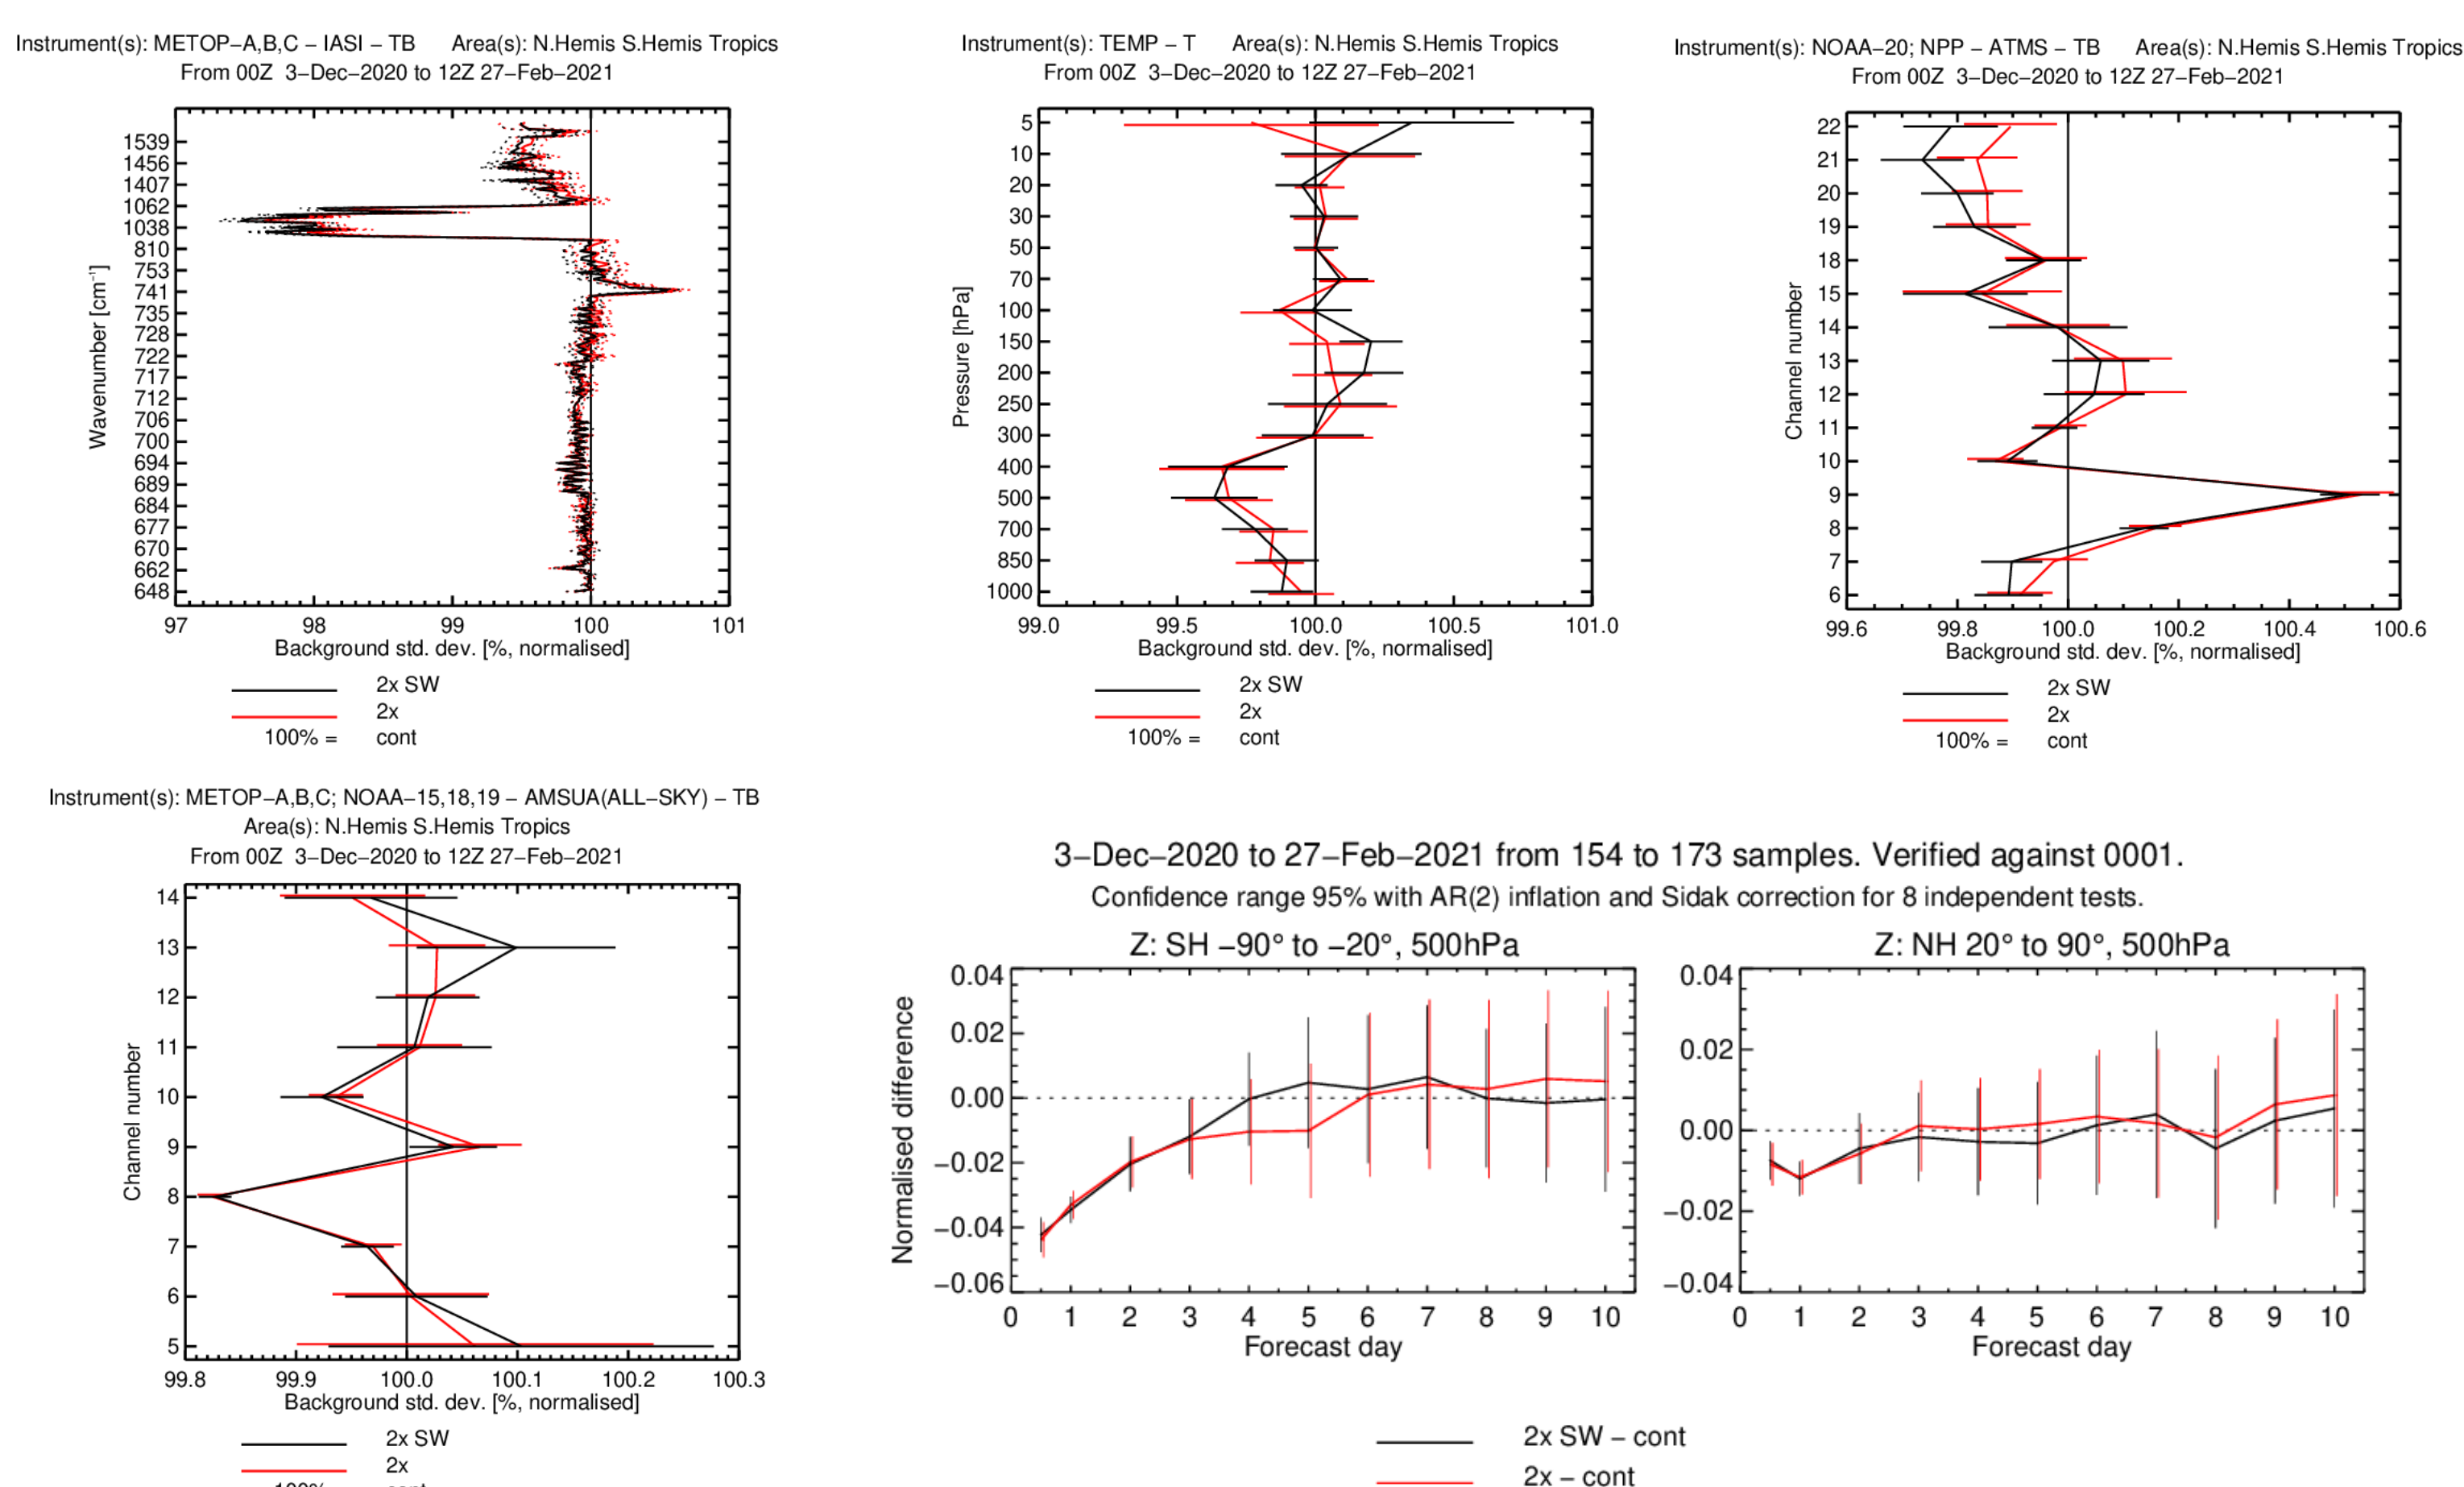 Instrument(s): METOP−A,B,C − IASI − TB Area(s): N.Hemis S.Hemis Tropics
From 00Z 3−Dec−2020 to 12Z 27−Feb−2021
Wavenumber [cm⁻¹]
1539
1456
1407
1062
1038
810
753
741
735
728
722
717
712
706
700
694
689
684
677
670
662
648
97 98 99 100 101
Background std. dev. [%, normalised]
2x SW
2x
100% = cont
Instrument(s): TEMP − T Area(s): N.Hemis S.Hemis Tropics
From 00Z 3−Dec−2020 to 12Z 27−Feb−2021
Pressure [hPa]
5
10
20
30
50
70
100
150
200
250
300
400
500
700
850
1000
99.0 99.5 100.0 100.5 101.0
Background std. dev. [%, normalised]
2x SW
2x
100% = cont
Instrument(s): NOAA−20; NPP − ATMS − TB Area(s): N.Hemis S.Hemis Tropics
From 00Z 3−Dec−2020 to 12Z 27−Feb−2021
Channel number
22
21
20
19
18
15
14
13
12
11
10
9
8
7
6
99.6 99.8 100.0 100.2 100.4 100.6
Background std. dev. [%, normalised]
2x SW
2x
100% = cont
Instrument(s): METOP−A,B,C; NOAA−15,18,19 − AMSUA(ALL−SKY) − TB
Area(s): N.Hemis S.Hemis Tropics
From 00Z 3−Dec−2020 to 12Z 27−Feb−2021
Channel number
14
13
12
11
10
9
8
7
6
5
99.8 99.9 100.0 100.1 100.2 100.3
Background std. dev. [%, normalised]
2x SW
2x
3−Dec−2020 to 27−Feb−2021 from 154 to 173 samples. Verified against 0001.
Confidence range 95% with AR(2) inflation and Sidak correction for 8 independent tests.
Z: SH −90° to −20°, 500hPa
Normalised difference
0.04
0.02
0.00
−0.02
−0.04
−0.06
0 1 2 3 4 5 6 7 8 9 10
Forecast day
Z: NH 20° to 90°, 500hPa
0.04
0.02
0.00
−0.02
−0.04
0 1 2 3 4 5 6 7 8 9 10
Forecast day
2x SW − cont
2x − cont